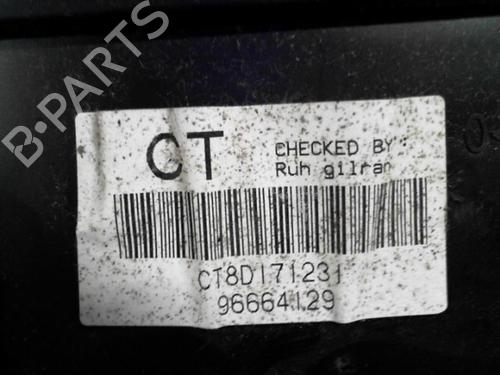 B-PARTS
CT
CHECKED BY:
Ruh gilran
CT8D171231
96664129